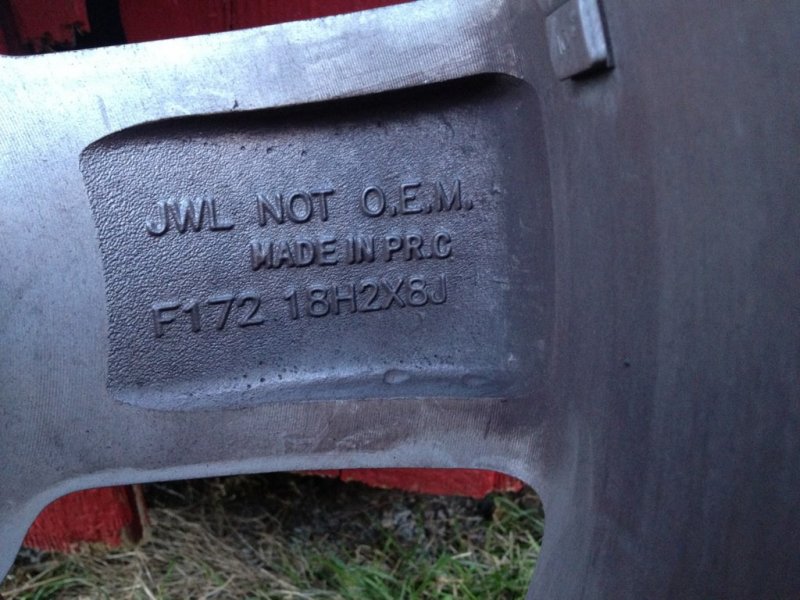 JWL NOT O.E.M.
MADE IN PR.C
F172 18H2X8J